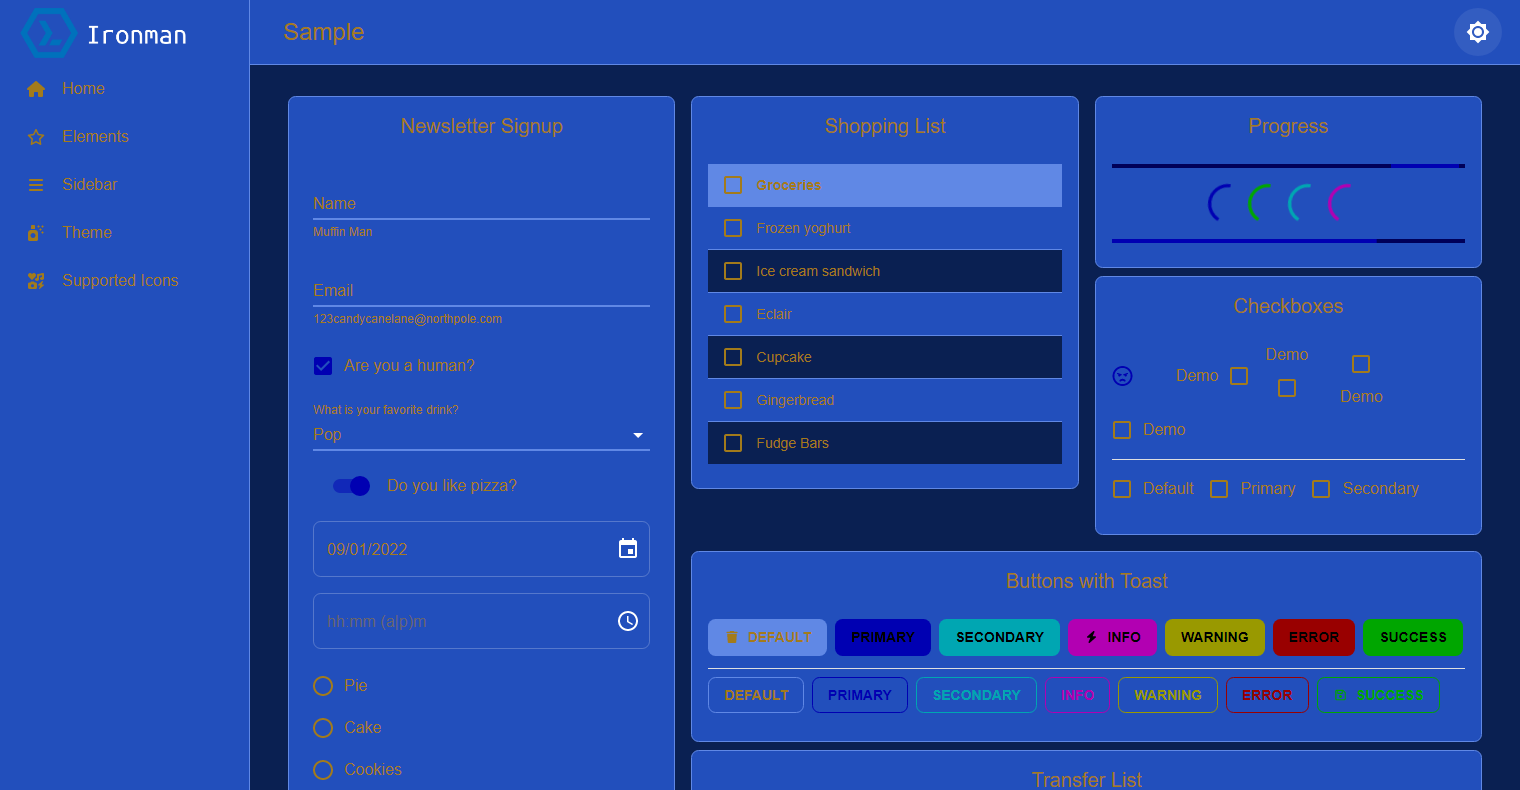 Ironman
Home
Elements
Sidebar
Theme
Supported Icons
Sample
Newsletter Signup
Name
Muffin Man
Email
123candycanelane@northpole.com
Are you a human?
What is your favorite drink?
Pop
Do you like pizza?
09/01/2022
hh:mm (a|p)m
Pie
Cake
Cookies
Shopping List
Groceries
Frozen yoghurt
Ice cream sandwich
Eclair
Cupcake
Gingerbread
Fudge Bars
Progress
Checkboxes
Demo
Demo
Demo
Demo
Default Primary Secondary
Buttons with Toast
DEFAULT PRIMARY SECONDARY INFO WARNING ERROR SUCCESS
DEFAULT PRIMARY SECONDARY INFO WARNING ERROR SUCCESS
Transfer List